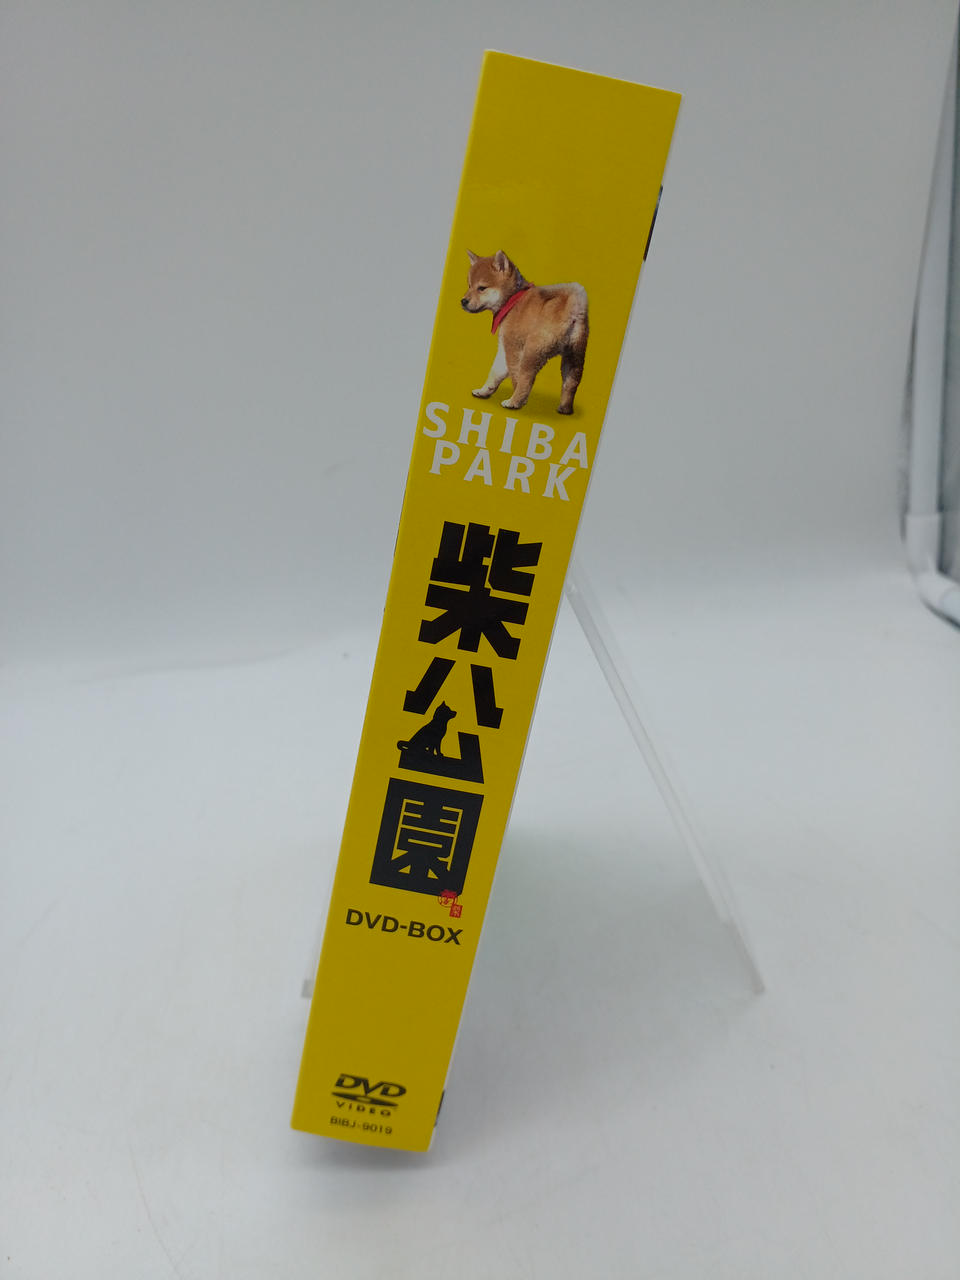 SHIBA
PARK
柴公園
DVD-BOX
DVD
VIDEO
BIBJ-9019